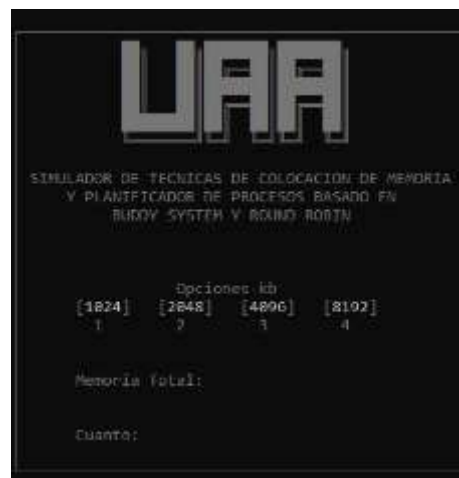 UAA
SIMULADOR DE TECNICAS DE COLOCACION DE MEMORIA
Y PLANIFICADOR DE PROCESOS BASADO EN
BUDDY SYSTEM Y ROUND ROBIN
Opciones kb
[1024] [2048] [4096] [8192]
1 2 3 4
Memoria Total:
Cuanto: